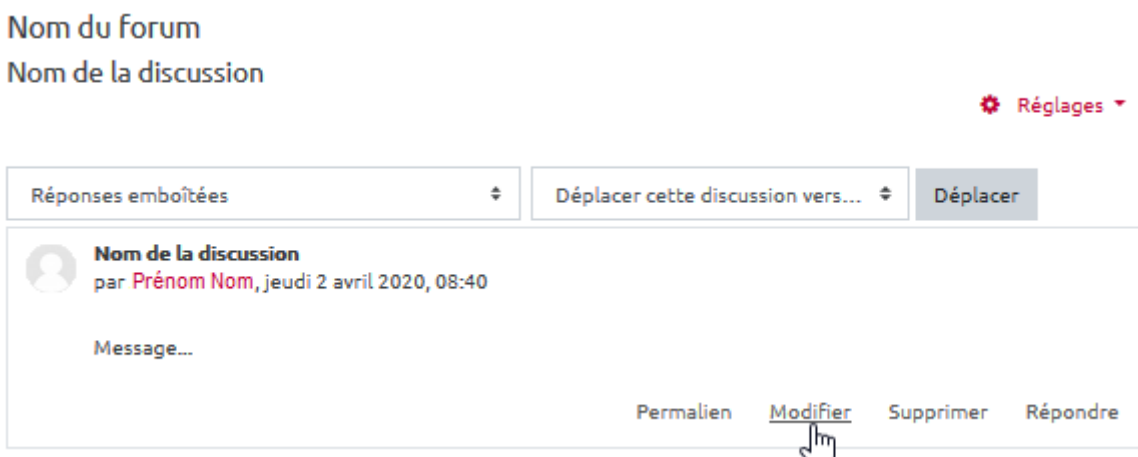 Nom du forum
Nom de la discussion
Réglages
Réponses emboîtées
Déplacer cette discussion vers...
Déplacer
Nom de la discussion
par Prénom Nom, jeudi 2 avril 2020, 08:40
Message...
Permalien Modifier Supprimer Répondre